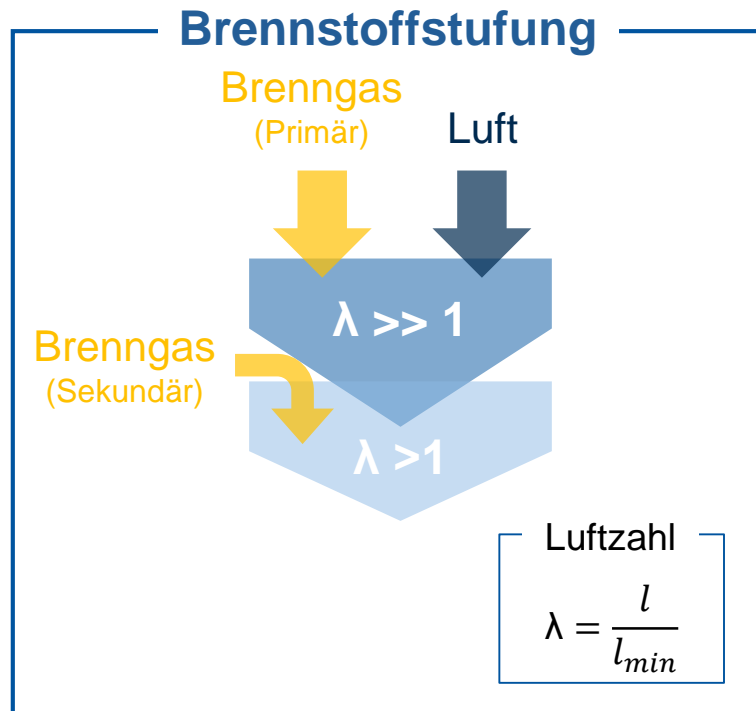 Brennstoffstufung
Brenngas
(Primär)
Luft
λ >> 1
Brenngas
(Sekundär)
λ >1
Luftzahl
λ = l / l_min